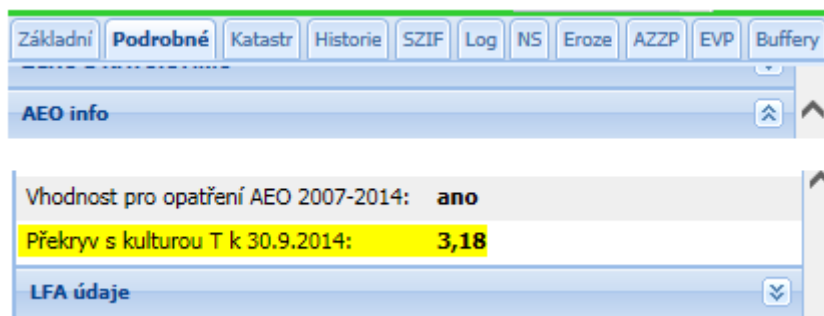 Základní Podrobné Katastr Historie SZIF Log NS Eroze AZZP EVP Buffery
AEO info
Vhodnost pro opatření AEO 2007-2014: ano
Překryv s kulturou T k 30.9.2014: 3,18
LFA údaje